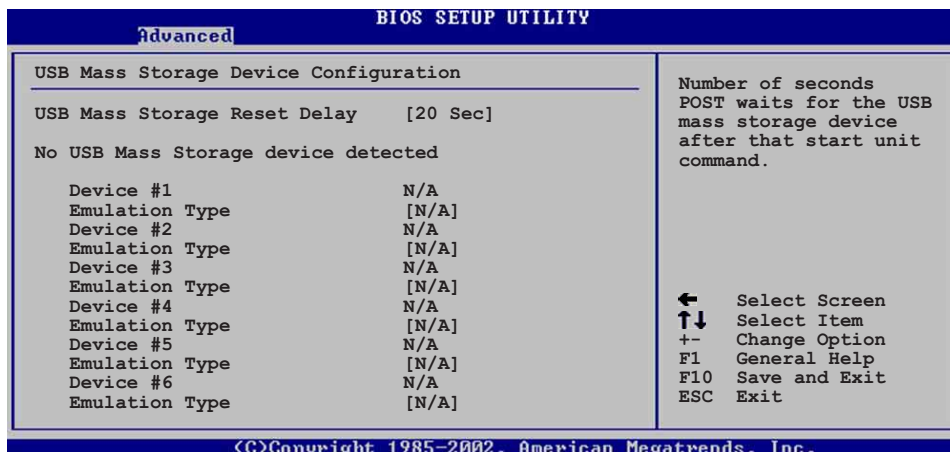 BIOS SETUP UTILITY
Advanced
USB Mass Storage Device Configuration
USB Mass Storage Reset Delay [20 Sec]
No USB Mass Storage device detected
Device #1 N/A
Emulation Type [N/A]
Device #2 N/A
Emulation Type [N/A]
Device #3 N/A
Emulation Type [N/A]
Device #4 N/A
Emulation Type [N/A]
Device #5 N/A
Emulation Type [N/A]
Device #6 N/A
Emulation Type [N/A]
Number of seconds
POST waits for the USB
mass storage device
after that start unit
command.
← Select Screen
↑↓ Select Item
+- Change Option
F1 General Help
F10 Save and Exit
ESC Exit
(C)Copyright 1985-2002, American Megatrends, Inc.